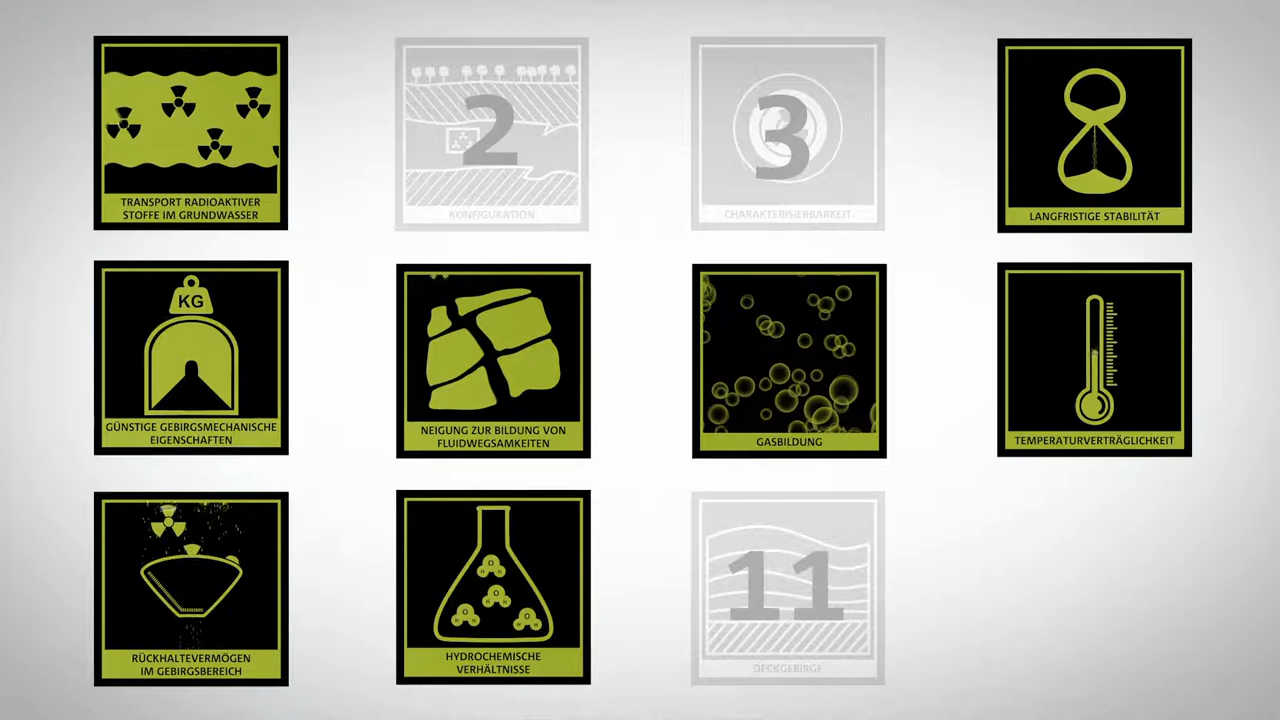 TRANSPORT RADIOAKTIVER
STOFFE IM GRUNDWASSER
2
KONFIGURATION
3
CHARAKTERISIERBARKEIT
LANGFRISTIGE STABILITÄT
KG
GÜNSTIGE GEBIRGSMECHANISCHE
EIGENSCHAFTEN
NEIGUNG ZUR BILDUNG VON
FLUIDWEGSAMKEITEN
GASBILDUNG
TEMPERATURVERTRÄGLICHKEIT
RÜCKHALTEVERMÖGEN
IM GEBIRGSBEREICH
O
H H
O
H H
O
H H
O
H H
HYDROCHEMISCHE
VERHÄLTNISSE
11
DECKGEBIRGE